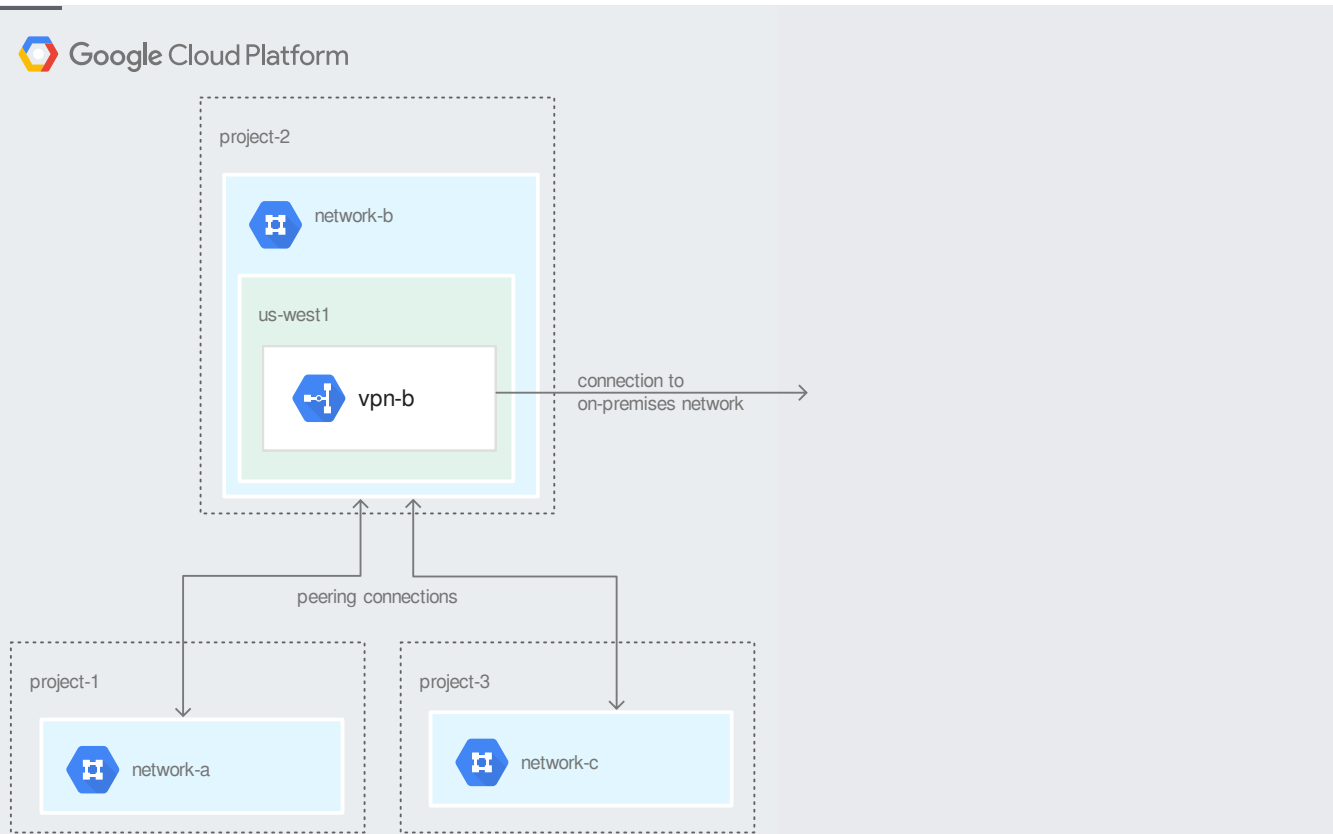 Google Cloud Platform
project-2
network-b
us-west1
vpn-b
connection to
on-premises network
peering connections
project-1
project-3
network-a
network-c